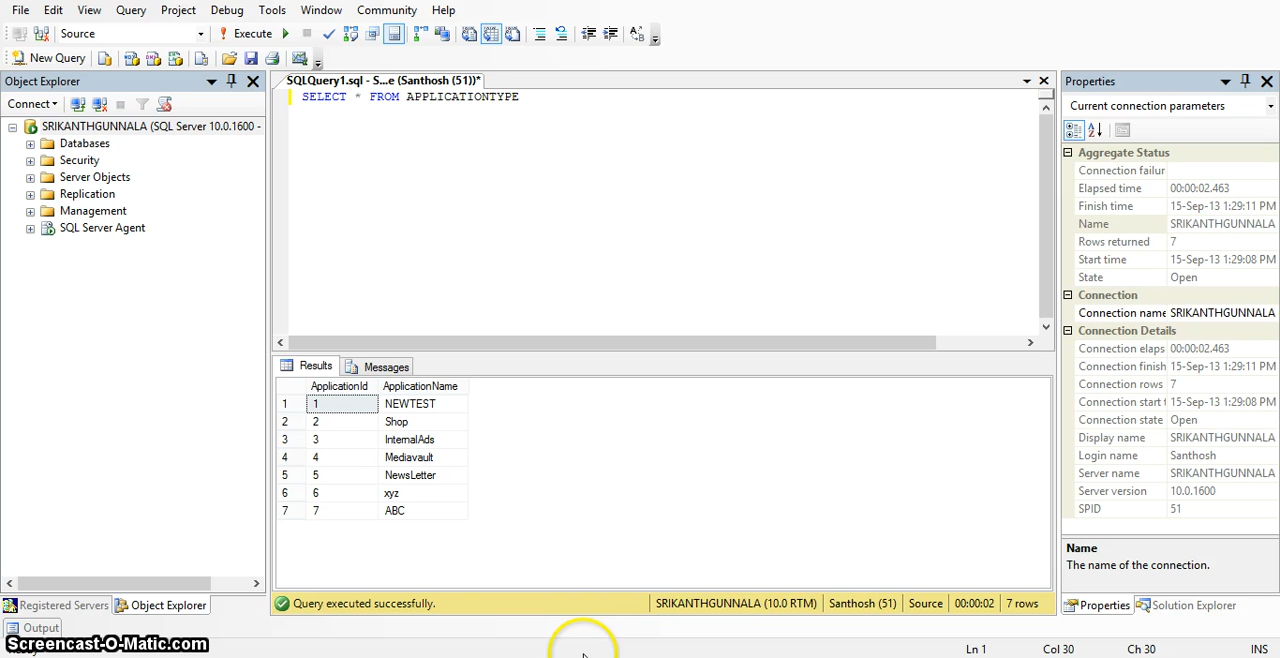 File Edit View Query Project Debug Tools Window Community Help
Source Execute
New Query
Object Explorer
Connect
SRIKANTHGUNNALA (SQL Server 10.0.1600 -
Databases
Security
Server Objects
Replication
Management
SQL Server Agent
Registered Servers Object Explorer
Output
SQLQuery1.sql - S...e (Santhosh (51))*
SELECT * FROM APPLICATIONTYPE
Results Messages
ApplicationId ApplicationName
1 1 NEWTEST
2 2 Shop
3 3 InternalAds
4 4 Mediavault
5 5 NewsLetter
6 6 xyz
7 7 ABC
Query executed successfully. SRIKANTHGUNNALA (10.0 RTM) Santhosh (51) Source 00:00:02 7 rows
Properties
Current connection parameters
Aggregate Status
Connection failur
Elapsed time 00:00:02.463
Finish time 15-Sep-13 1:29:11 PM
Name SRIKANTHGUNNALA
Rows returned 7
Start time 15-Sep-13 1:29:08 PM
State Open
Connection
Connection name SRIKANTHGUNNALA
Connection Details
Connection elaps 00:00:02.463
Connection finish 15-Sep-13 1:29:11 PM
Connection rows 7
Connection start t 15-Sep-13 1:29:08 PM
Connection state Open
Display name SRIKANTHGUNNALA
Login name Santhosh
Server name SRIKANTHGUNNALA
Server version 10.0.1600
SPID 51
Name
The name of the connection.
Properties Solution Explorer
Screencast-O-Matic.com
Ln 1 Col 30 Ch 30 INS